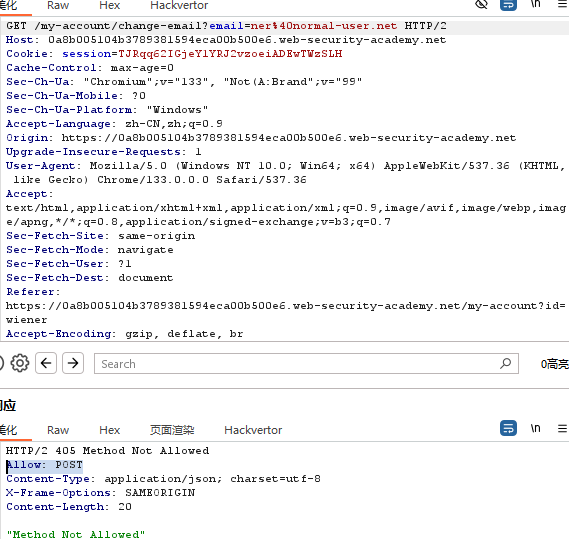 美化 Raw Hex Hackvertor \n
GET /my-account/change-email?email=ner%40normal-user.net HTTP/2
Host: 0a8b005104b3789381594eca00b500e6.web-security-academy.net
Cookie: session=TJRqq62IGjeYlYRJ2vzoeiADEwTWzSLH
Cache-Control: max-age=0
Sec-Ch-Ua: "Chromium";v="133", "Not(A:Brand";v="99"
Sec-Ch-Ua-Mobile: ?0
Sec-Ch-Ua-Platform: "Windows"
Accept-Language: zh-CN,zh;q=0.9
Origin: https://0a8b005104b3789381594eca00b500e6.web-security-academy.net
Upgrade-Insecure-Requests: 1
User-Agent: Mozilla/5.0 (Windows NT 10.0; Win64; x64) AppleWebKit/537.36 (KHTML,
like Gecko) Chrome/133.0.0.0 Safari/537.36
Accept:
text/html,application/xhtml+xml,application/xml;q=0.9,image/avif,image/webp,imag
e/apng,*/*;q=0.8,application/signed-exchange;v=b3;q=0.7
Sec-Fetch-Site: same-origin
Sec-Fetch-Mode: navigate
Sec-Fetch-User: ?1
Sec-Fetch-Dest: document
Referer:
https://0a8b005104b3789381594eca00b500e6.web-security-academy.net/my-account?id=
wiener
Accept-Encoding: gzip, deflate, br
Search 0高亮
响应
美化 Raw Hex 页面渲染 Hackvertor \n
HTTP/2 405 Method Not Allowed
Allow: POST
Content-Type: application/json; charset=utf-8
X-Frame-Options: SAMEORIGIN
Content-Length: 20
"Method Not Allowed"